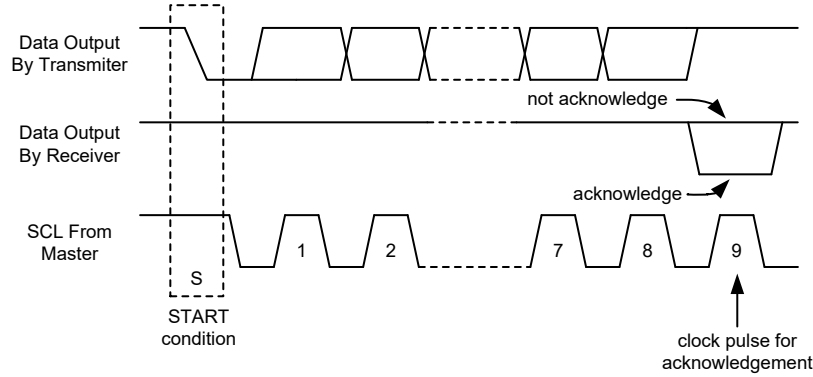 Data Output
By Transmiter
not acknowledge
Data Output
By Receiver
acknowledge
SCL From
Master
1
2
7
8
9
S
START
condition
clock pulse for
acknowledgement